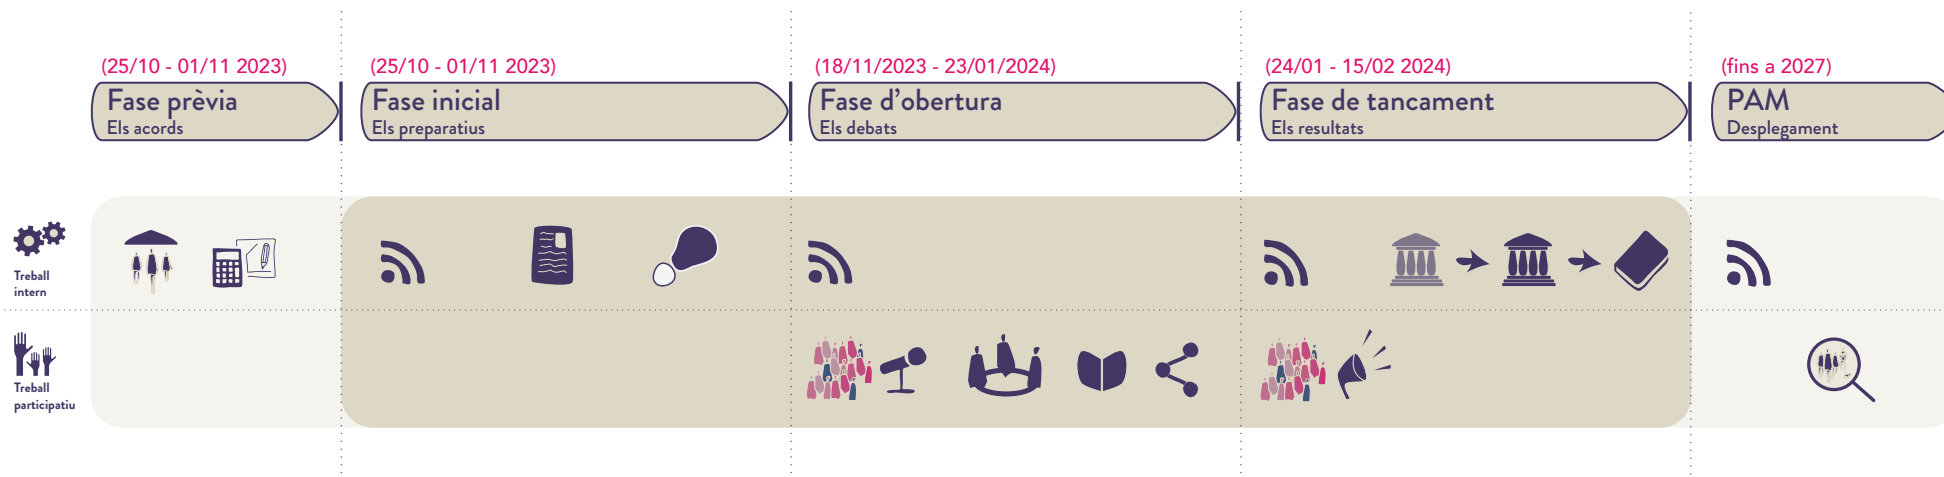 (25/10 - 01/11 2023)
Fase prèvia
Els acords
(25/10 - 01/11 2023)
Fase inicial
Els preparatius
(18/11/2023 - 23/01/2024)
Fase d'obertura
Els debats
(24/01 - 15/02 2024)
Fase de tancament
Els resultats
(fins a 2027)
PAM
Desplegament
Treball
intern
Treball
participatiu